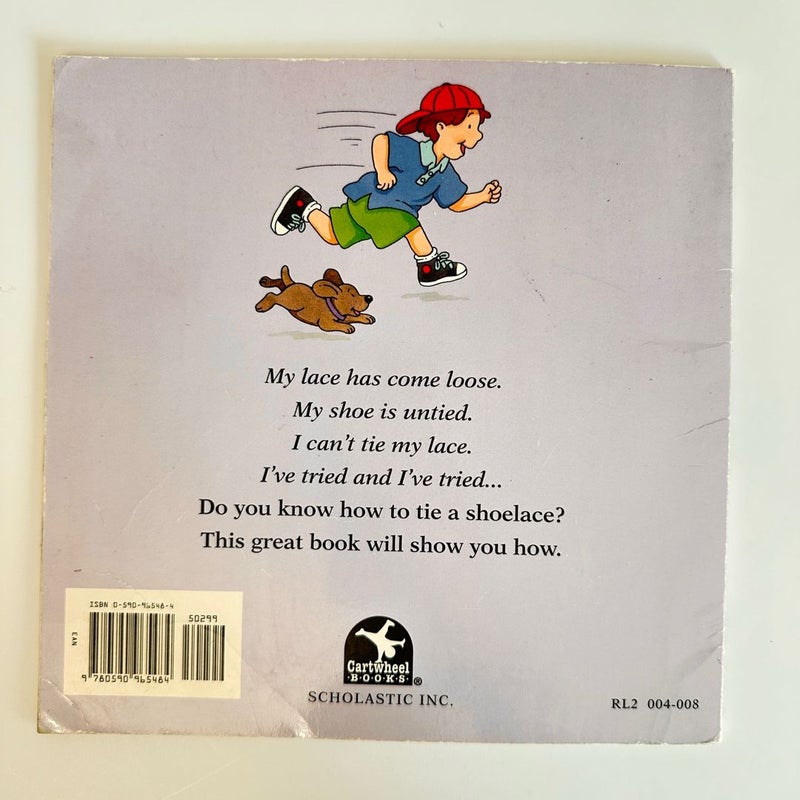 My lace has come loose.
My shoe is untied.
I can't tie my lace.
I've tried and I've tried...
Do you know how to tie a shoelace?
This great book will show you how.
ISBN 0-590-96548-4
50299
EAN
9 780590 965484
Cartwheel
·BOOKS·®
SCHOLASTIC INC.
RL2 004-008